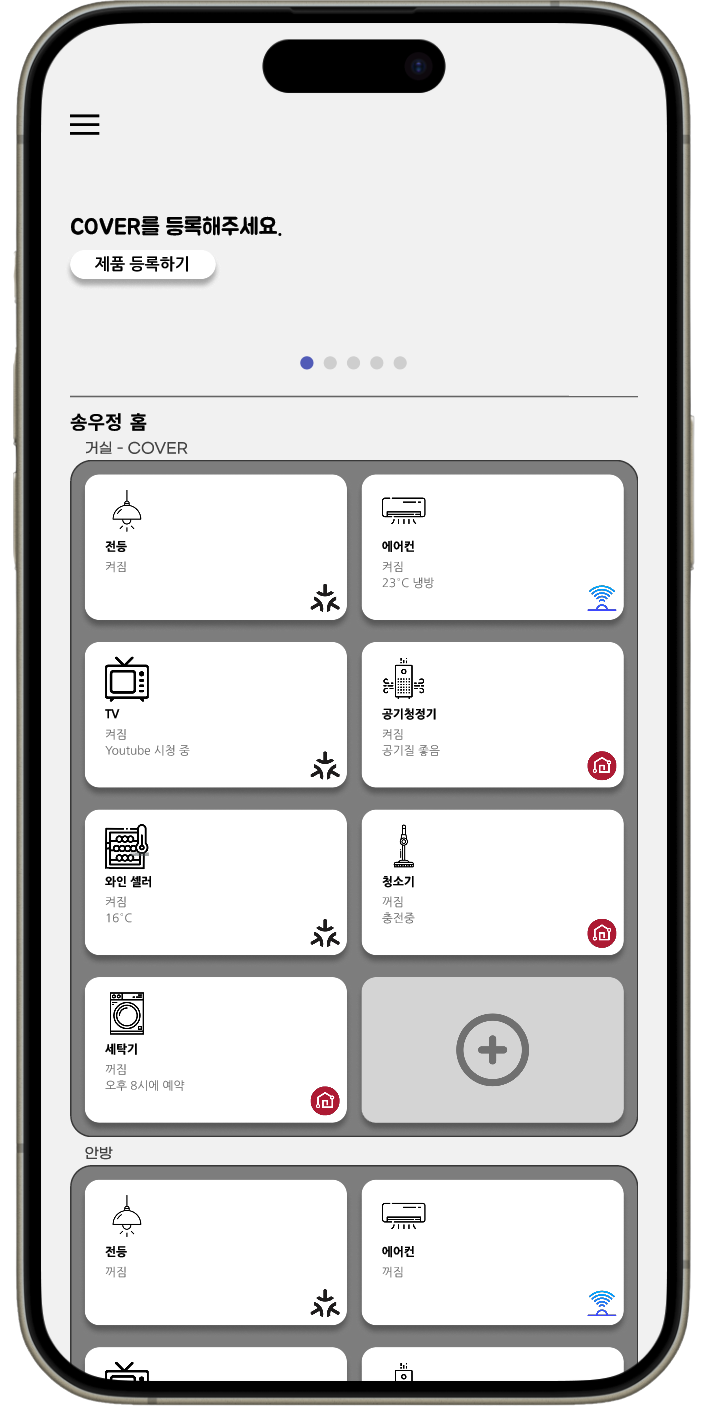 COVER를 등록해주세요.
제품 등록하기
송우정 홈
거실 - COVER
전등
켜짐
에어컨
켜짐
23°C 냉방
TV
켜짐
Youtube 시청 중
공기청정기
켜짐
공기질 좋음
와인 셀러
켜짐
16°C
청소기
꺼짐
충전중
세탁기
꺼짐
오후 8시에 예약
안방
전등
꺼짐
에어컨
꺼짐